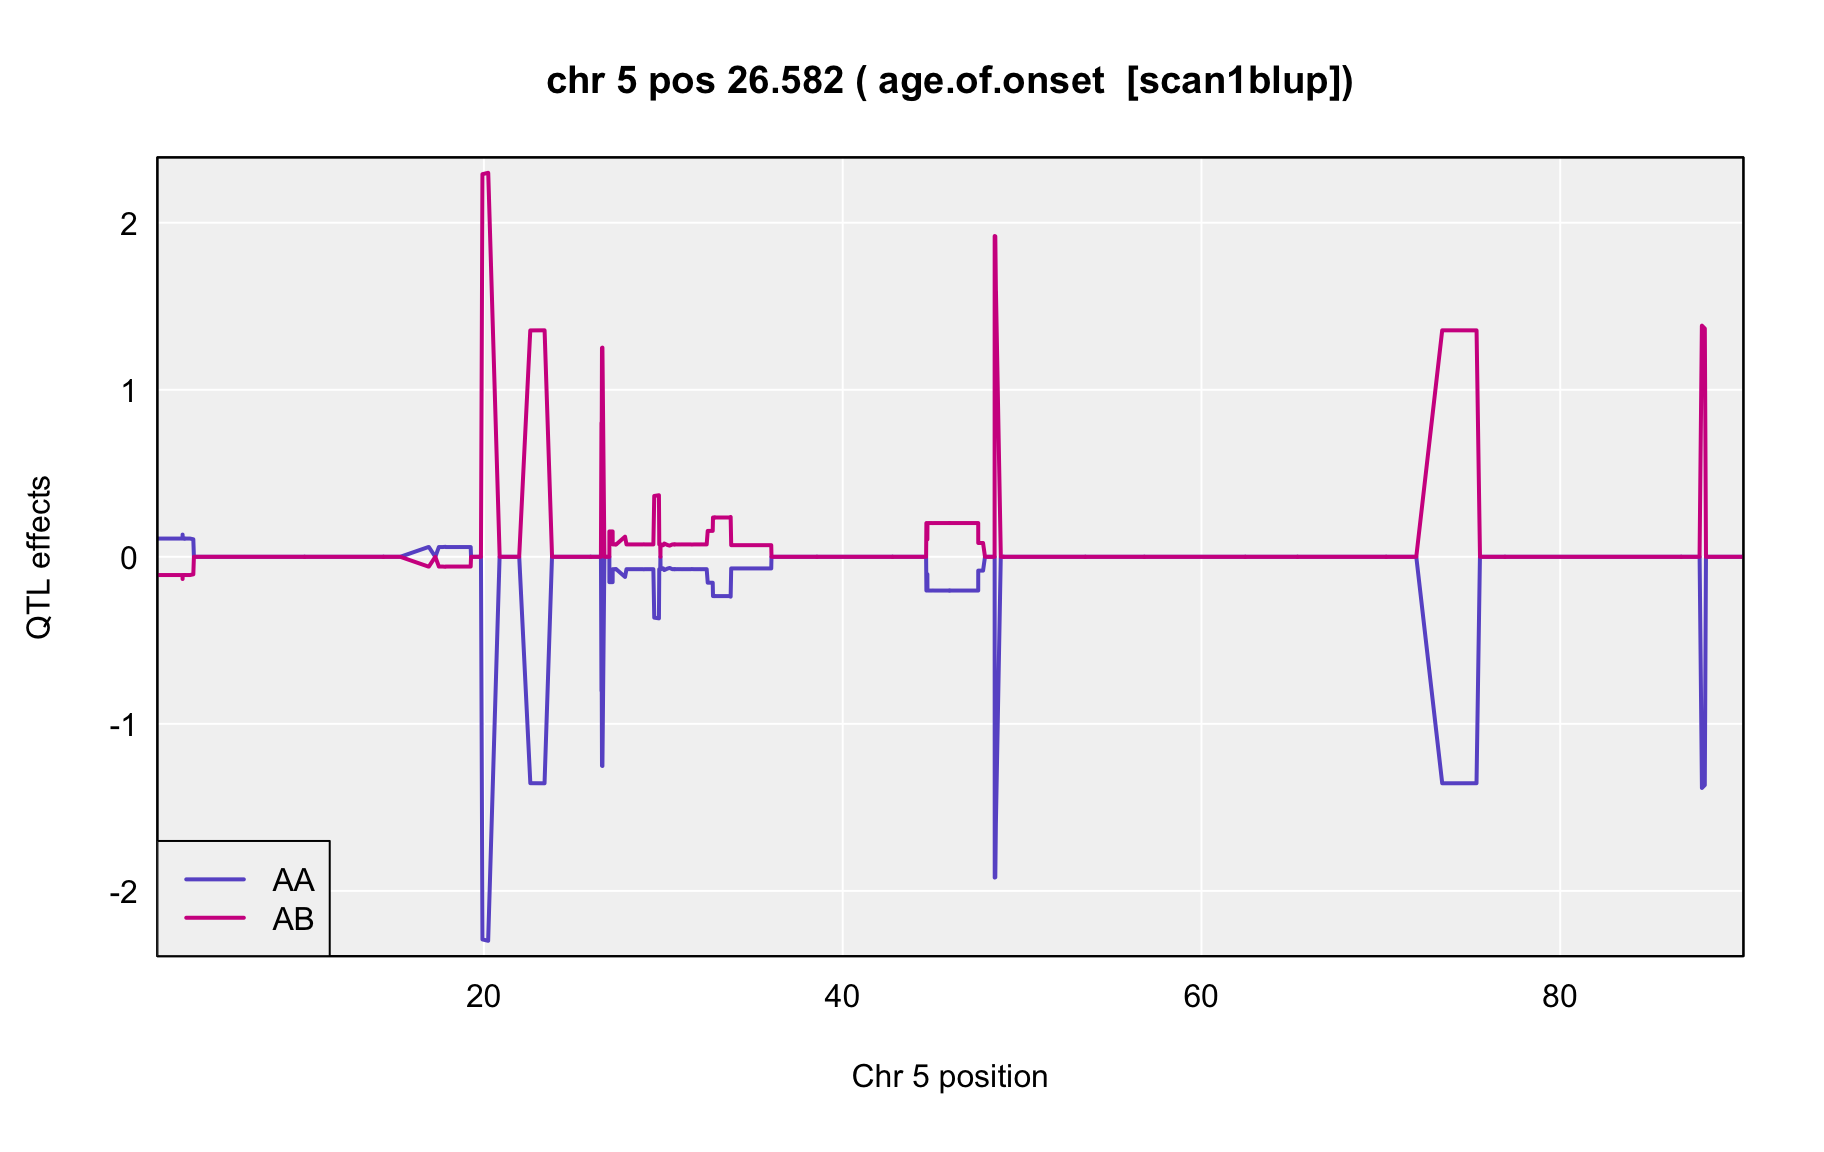 chr 5 pos 26.582 ( age.of.onset  [scan1blup])
QTL effects
2
1
0
-1
-2
AA
AB
20 40 60 80
Chr 5 position